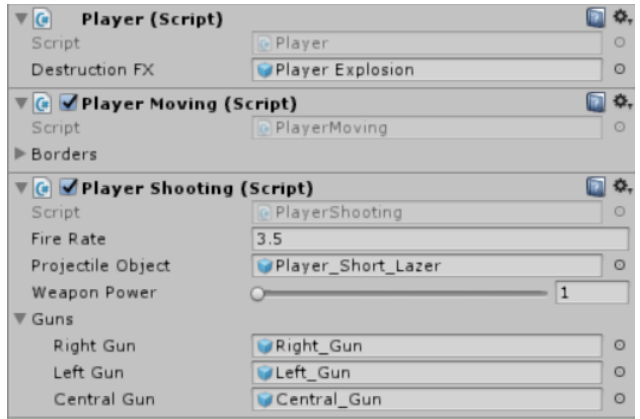 Player (Script)
Script Player
Destruction FX Player Explosion
Player Moving (Script)
Script PlayerMoving
Borders
Player Shooting (Script)
Script PlayerShooting
Fire Rate 3.5
Projectile Object Player_Short_Lazer
Weapon Power 1
Guns
Right Gun Right_Gun
Left Gun Left_Gun
Central Gun Central_Gun